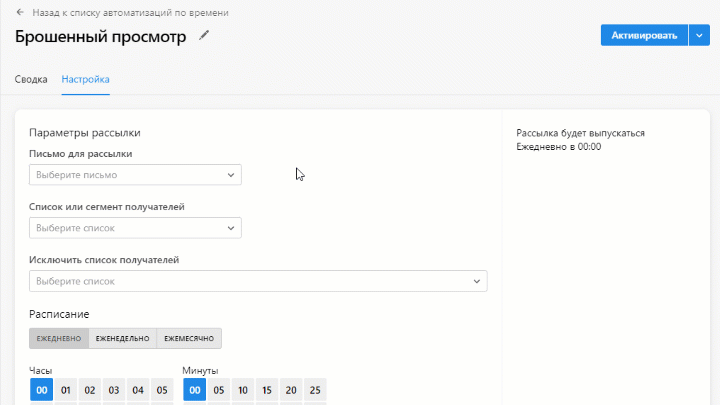 Назад к списку автоматизаций по времени
Брошенный просмотр
Активировать
Сводка
Настройка
Параметры рассылки
Письмо для рассылки
Выберите письмо
Список или сегмент получателей
Выберите список
Исключить список получателей
Выберите список
Расписание
ЕЖЕДНЕВНО ЕЖЕНЕДЕЛЬНО ЕЖЕМЕСЯЧНО
Часы
00 01 02 03 04 05
Минуты
00 05 10 15 20 25
Рассылка будет выпускаться
Ежедневно в 00:00